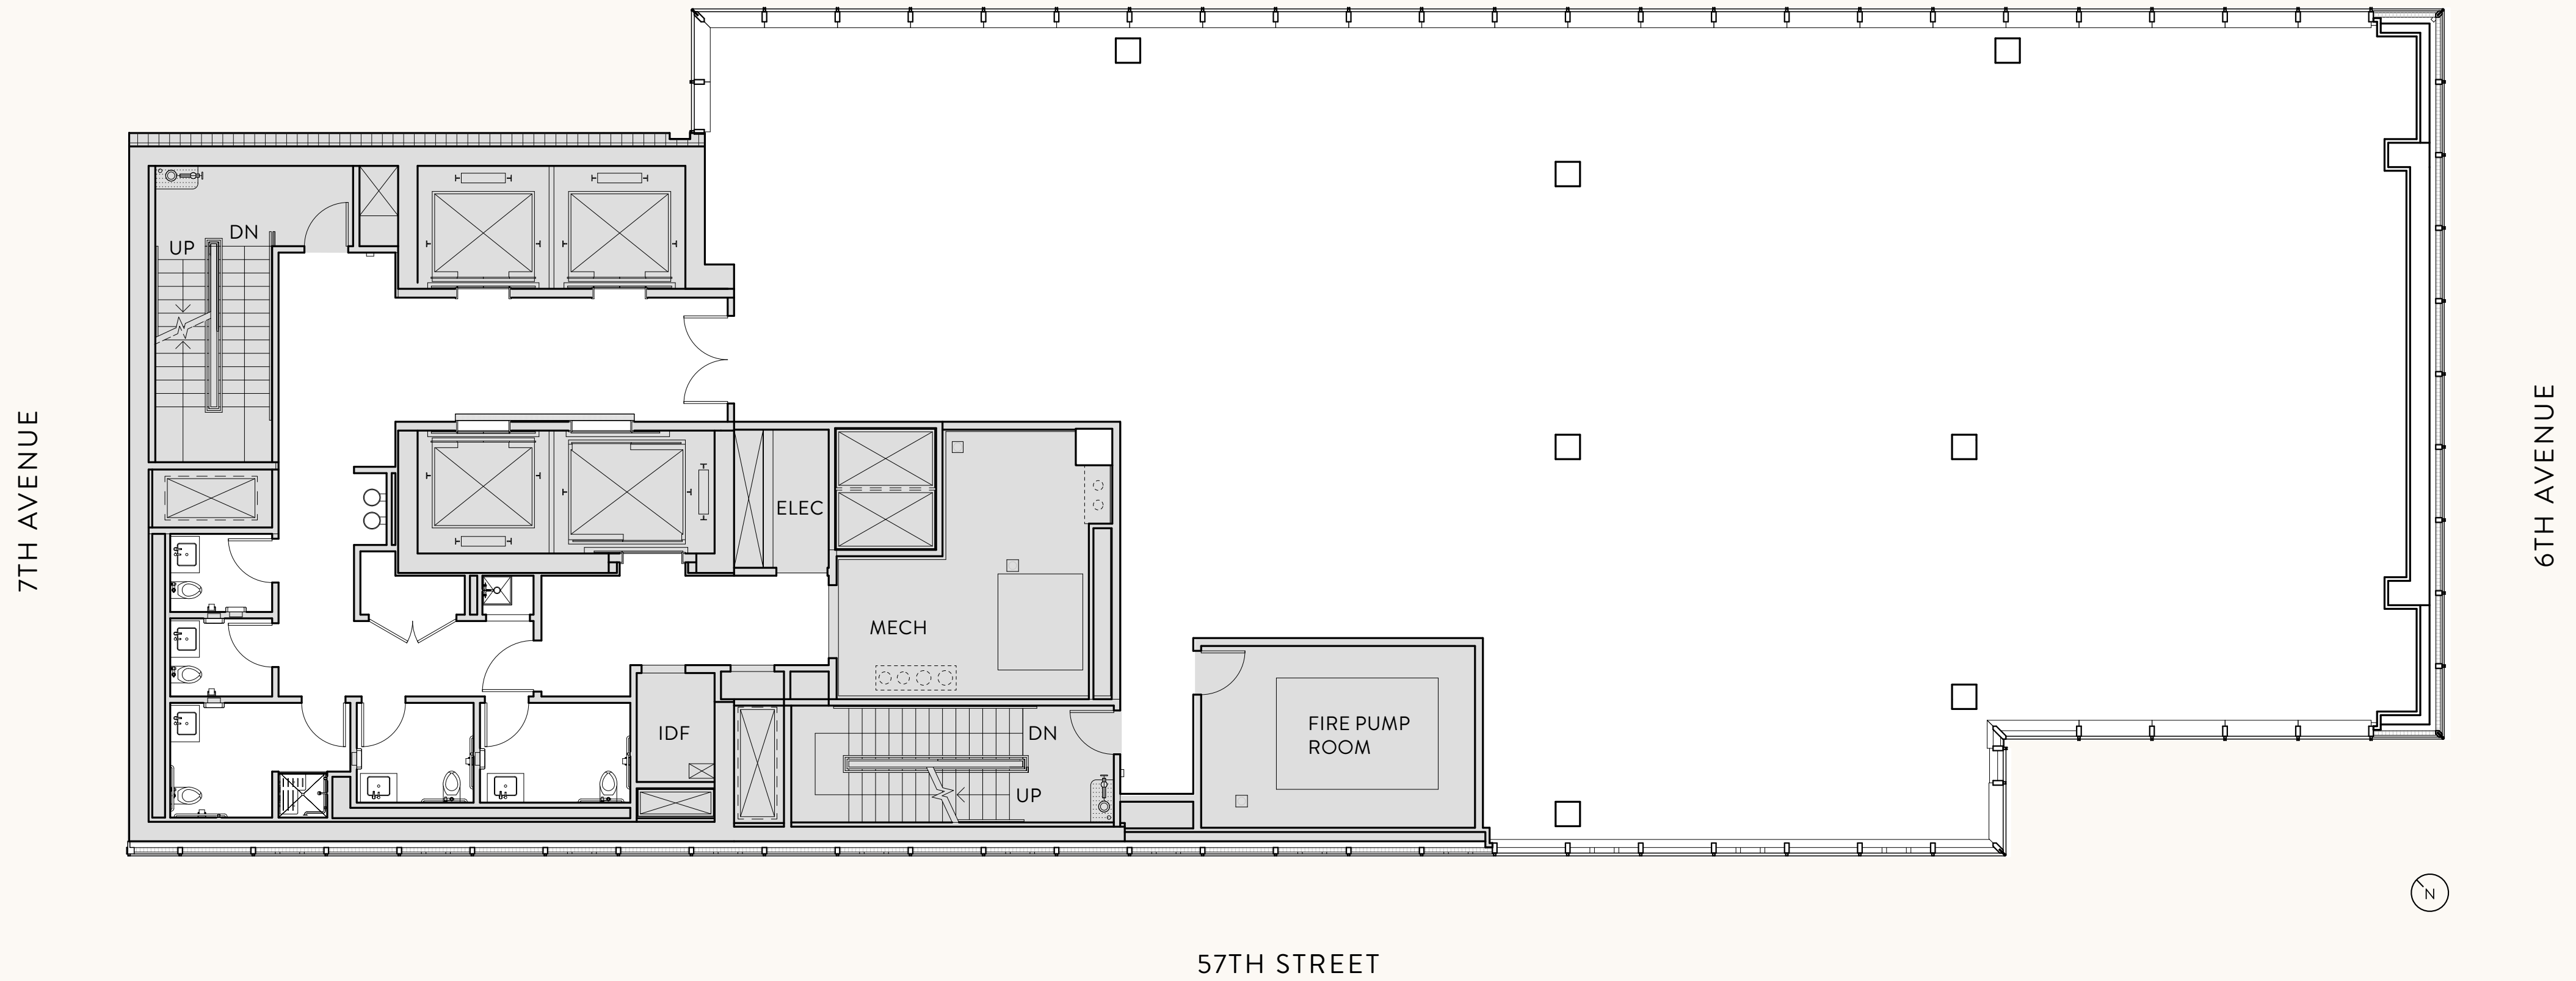 DN
UP
7TH AVENUE
6TH AVENUE
ELEC
MECH
IDF
DN
UP
FIRE PUMP
ROOM
N
57TH STREET